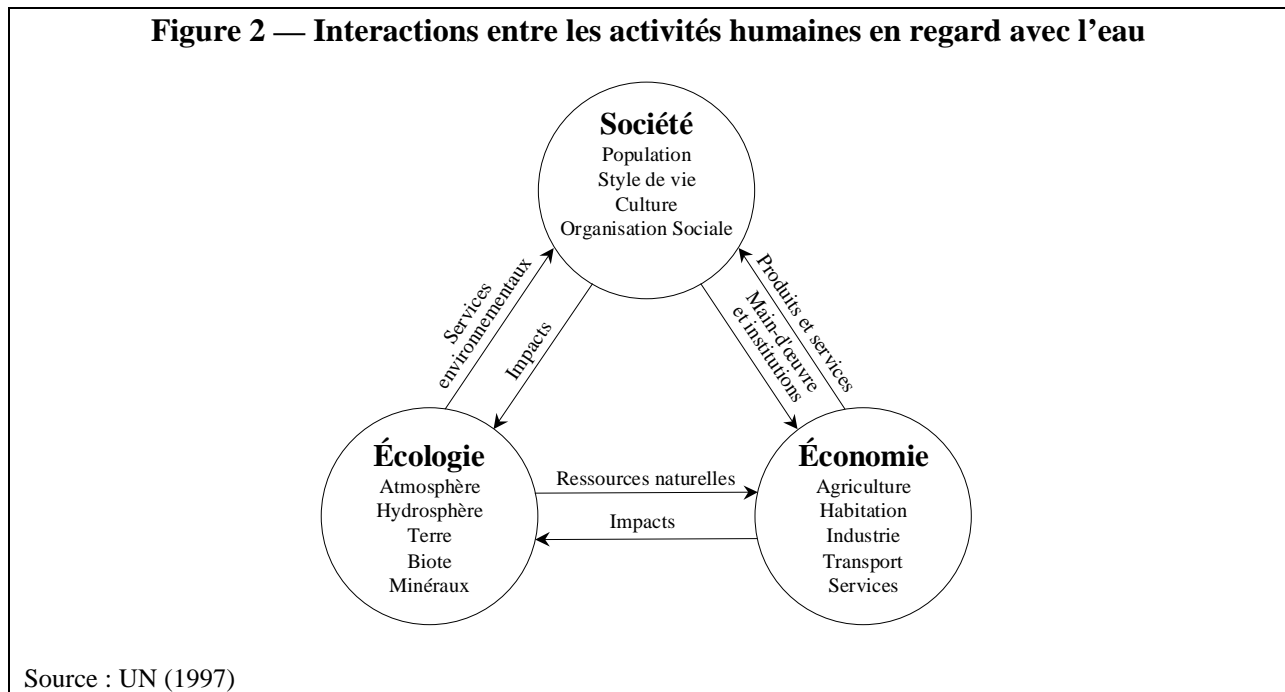 Figure 2 — Interactions entre les activités humaines en regard avec l’eau
Société
Population
Style de vie
Culture
Organisation Sociale
Services
environnementaux
Impacts
Produits et services
Main-d'œuvre
et institutions
Écologie
Atmosphère
Hydrosphère
Terre
Biote
Minéraux
Ressources naturelles
Impacts
Économie
Agriculture
Habitation
Industrie
Transport
Services
Source : UN (1997)